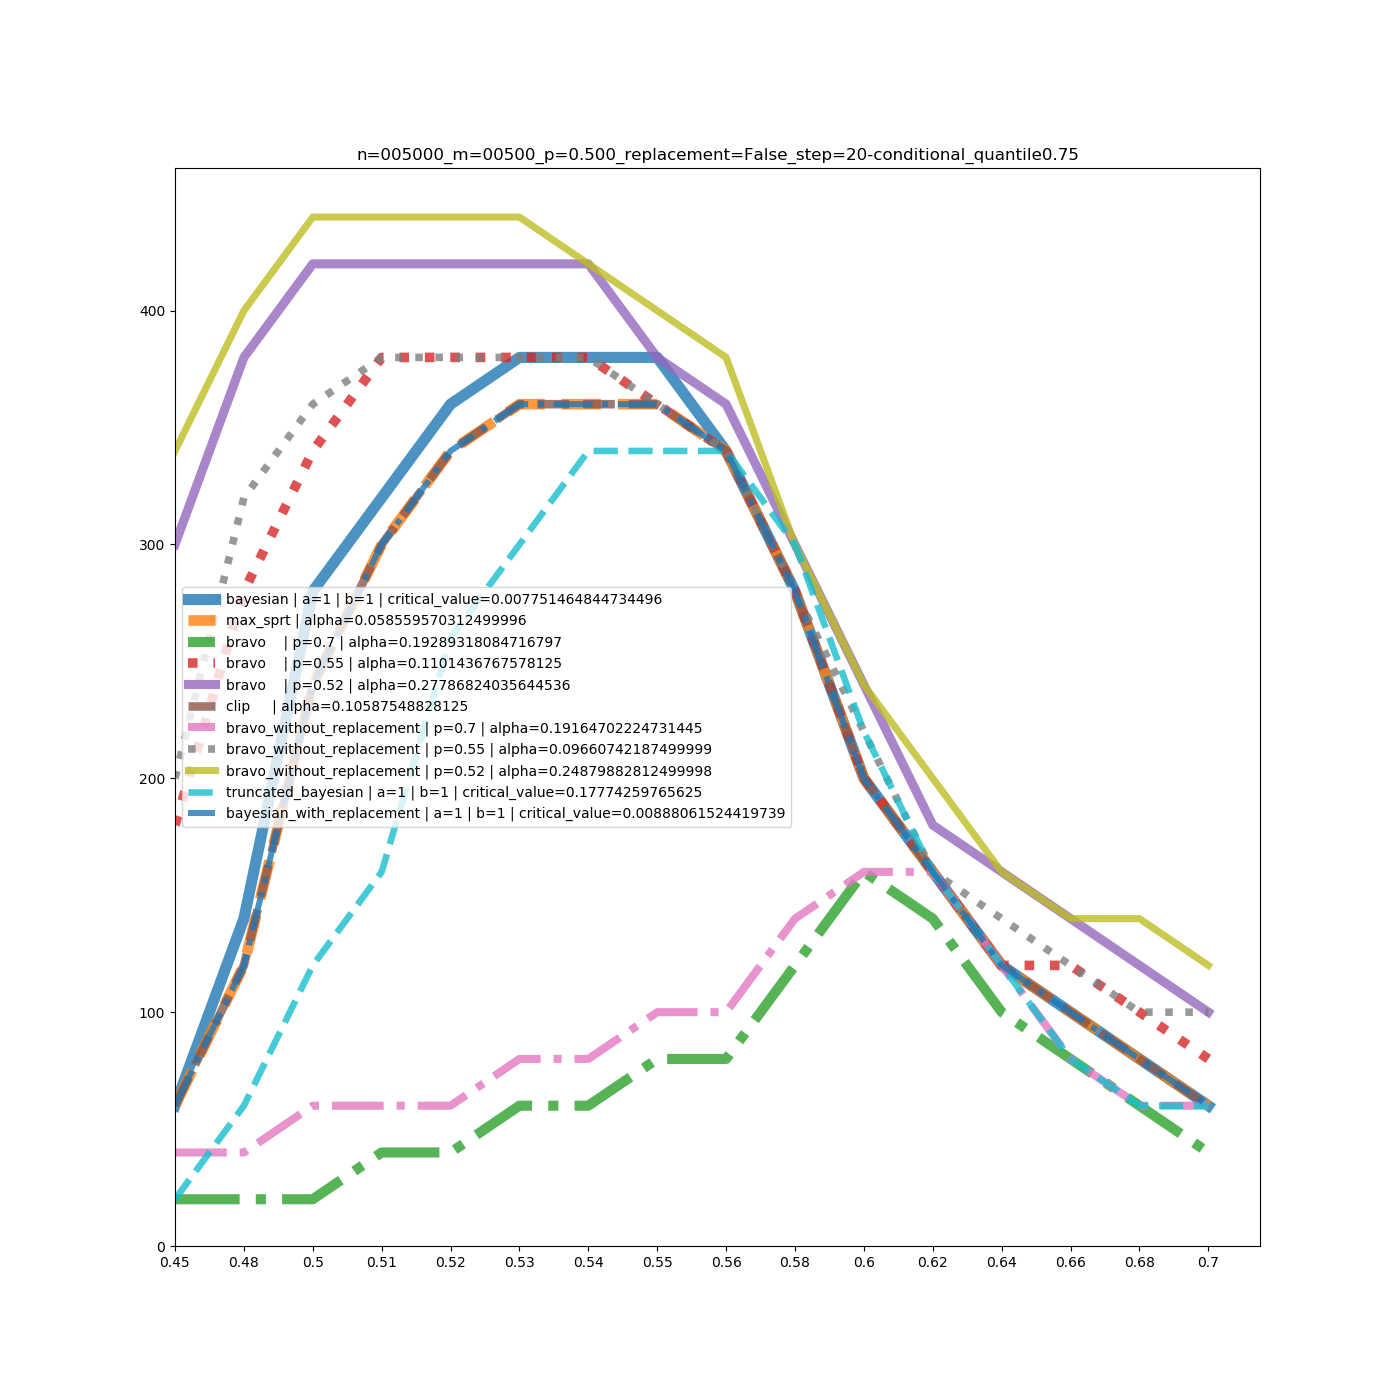 n=005000_m=00500_p=0.500_replacement=False_step=20-conditional_quantile0.75
400
300
bayesian | a=1 | b=1 | critical_value=0.007751464844734496
max_sprt | alpha=0.058559570312499996
bravo | p=0.7 | alpha=0.19289318084716797
bravo | p=0.55 | alpha=0.1101436767578125
bravo | p=0.52 | alpha=0.27786824035644536
clip | alpha=0.10587548828125
bravo_without_replacement | p=0.7 | alpha=0.19164702224731445
bravo_without_replacement | p=0.55 | alpha=0.09660742187499999
bravo_without_replacement | p=0.52 | alpha=0.24879882812499998
200
truncated_bayesian | a=1 | b=1 | critical_value=0.17774259765625
bayesian_with_replacement | a=1 | b=1 | critical_value=0.00888061524419739
100
0
0.45 0.48 0.5 0.51 0.52 0.53 0.54 0.55 0.56 0.58 0.6 0.62 0.64 0.66 0.68 0.7